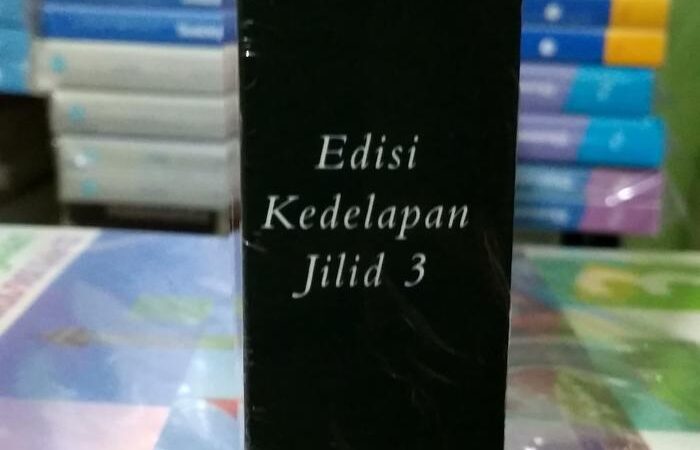 Edisi
Kedelapan
Jilid 3